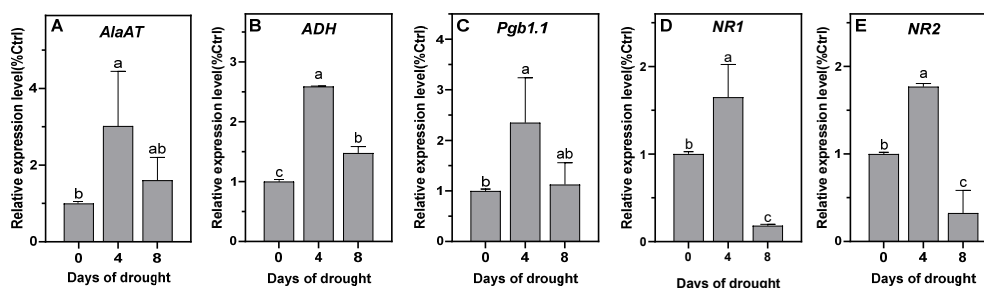 A AlaAT
Relative expression level(%Ctrl)
4
2
0
b
a
ab
0 4 8
Days of drought
B ADH
Relative expression level(%Ctrl)
3
2
1
0
c
a
b
0 4 8
Days of drought
C Pgb1.1
Relative expression level(%Ctrl)
4
3
2
1
0
b
a
ab
0 4 8
Days of drought
D NR1
Relative expression level(%Ctrl)
2
1
0
b
a
c
0 4 8
Days of drought
E NR2
Relative expression level(%Ctrl)
2
1
0
b
a
c
0 4 8
Days of drought